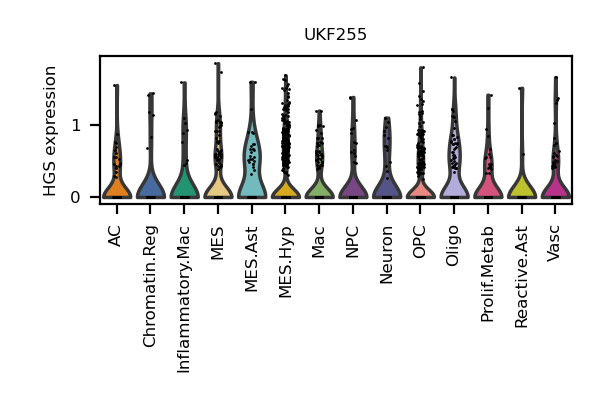 UKF255
HGS expression
1
0
AC
Chromatin.Reg
Inflammatory.Mac
MES
MES.Ast
MES.Hyp
Mac
NPC
Neuron
OPC
Oligo
Prolif.Metab
Reactive.Ast
Vasc